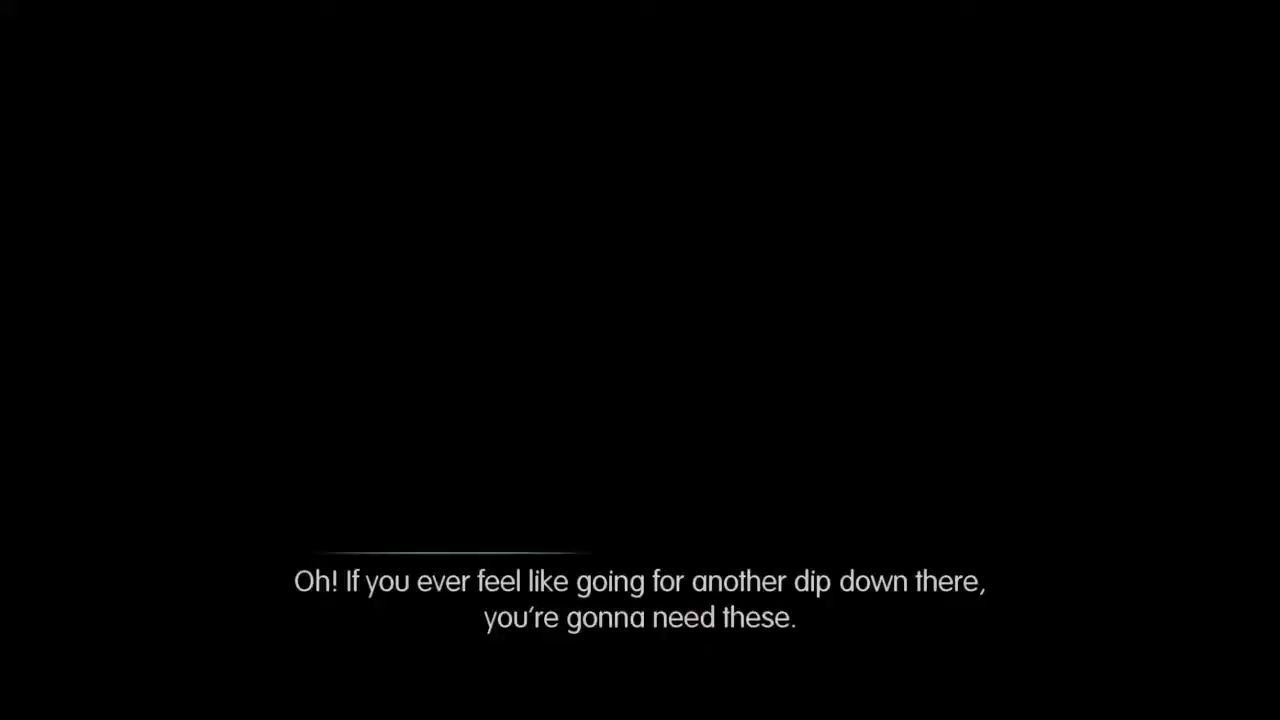 Oh! If you ever feel like going for another dip down there,
you're gonna need these.